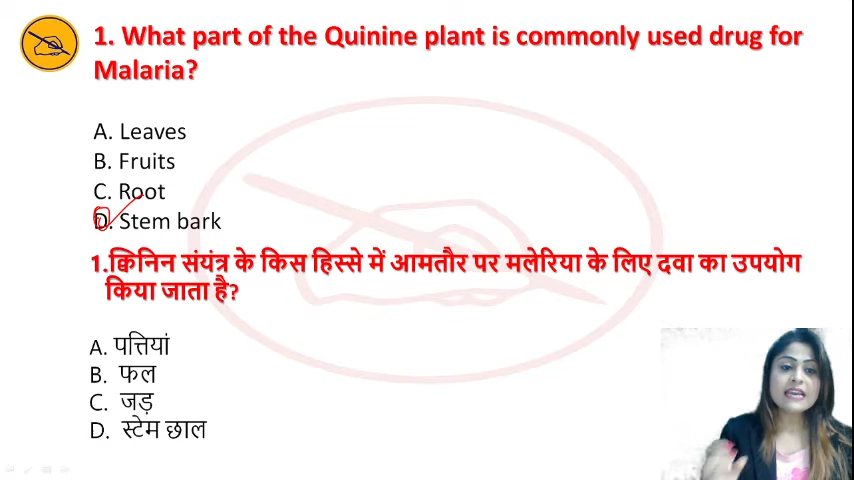 1. What part of the Quinine plant is commonly used drug for
Malaria?
A. Leaves
B. Fruits
C. Root
D. Stem bark
1.क्विनिन संयंत्र के किस हिस्से में आमतौर पर मलेरिया के लिए दवा का उपयोग
किया जाता है?
A. पत्तियां
B. फल
C. जड़
D. स्टेम छाल